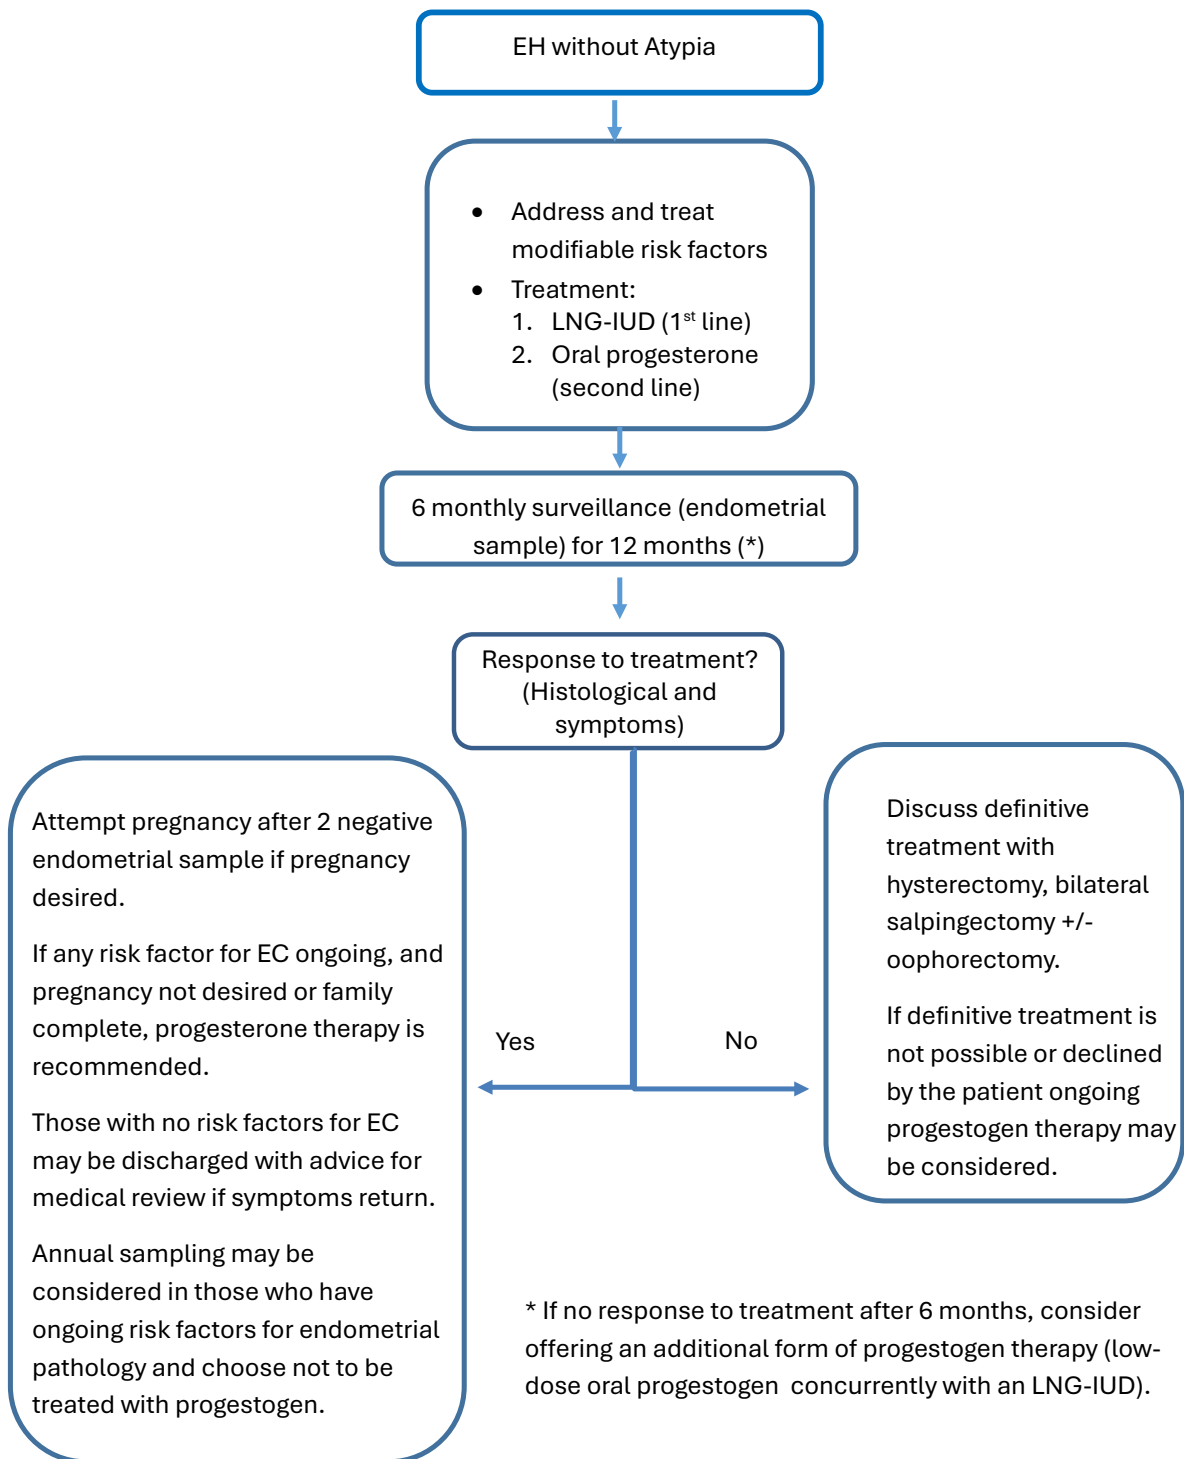 EH without Atypia
• Address and treat
modifiable risk factors
• Treatment:
1. LNG-IUD (1st line)
2. Oral progesterone
(second line)
6 monthly surveillance (endometrial
sample) for 12 months (*)
Response to treatment?
(Histological and
symptoms)
Yes
No
Attempt pregnancy after 2 negative
endometrial sample if pregnancy
desired.
If any risk factor for EC ongoing, and
pregnancy not desired or family
complete, progesterone therapy is
recommended.
Those with no risk factors for EC
may be discharged with advice for
medical review if symptoms return.
Annual sampling may be
considered in those who have
ongoing risk factors for endometrial
pathology and choose not to be
treated with progestogen.
Discuss definitive
treatment with
hysterectomy, bilateral
salpingectomy +/-
oophorectomy.
If definitive treatment is
not possible or declined
by the patient ongoing
progestogen therapy may
be considered.
* If no response to treatment after 6 months, consider
offering an additional form of progestogen therapy (low-
dose oral progestogen concurrently with an LNG-IUD).